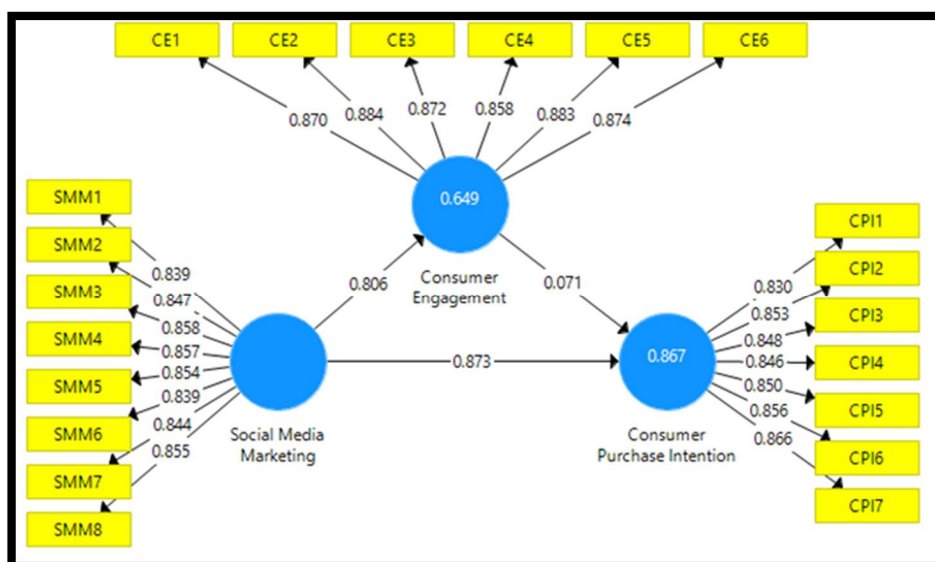 CE1 CE2 CE3 CE4 CE5 CE6
0.870 0.884 0.872 0.858 0.883 0.874
0.649
Consumer
Engagement
SMM1
SMM2
SMM3
SMM4
SMM5
SMM6
SMM7
SMM8
0.839
0.847
0.858
0.857
0.854
0.839
0.844
0.855
Social Media
Marketing
0.806
0.071
0.873
0.867
Consumer
Purchase Intention
0.830
0.853
0.848
0.846
0.850
0.856
0.866
CPI1
CPI2
CPI3
CPI4
CPI5
CPI6
CPI7